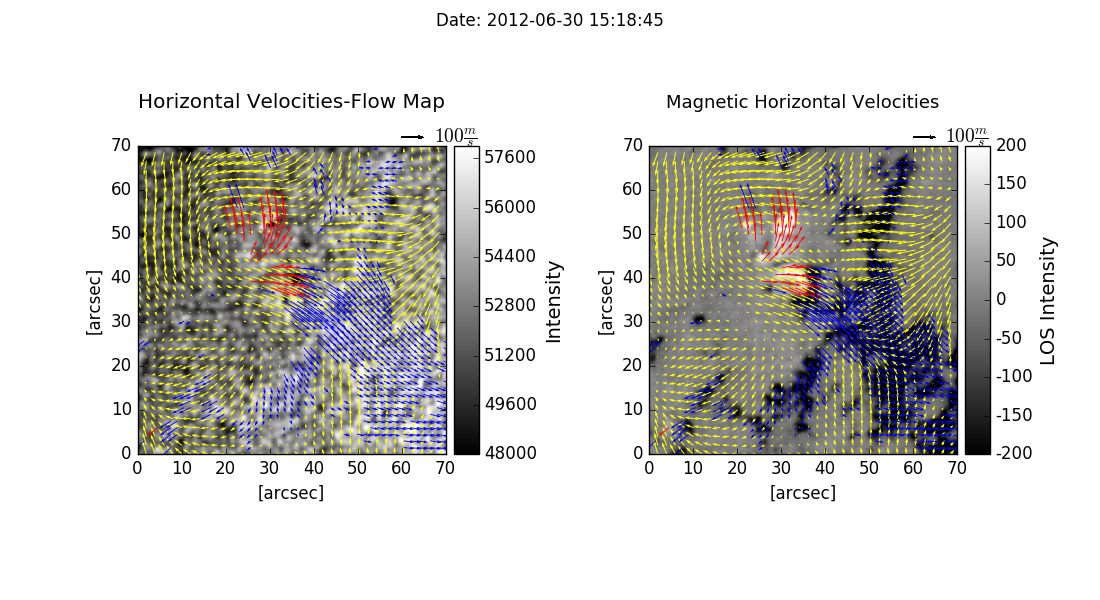 Date: 2012-06-30 15:18:45
Horizontal Velocities-Flow Map
100 m/s
70
60
50
40
30
20
10
0
[arcsec]
0 10 20 30 40 50 60 70
[arcsec]
57600
56000
54400
52800
51200
49600
48000
Intensity
Magnetic Horizontal Velocities
100 m/s
70
60
50
40
30
20
10
0
[arcsec]
0 10 20 30 40 50 60 70
[arcsec]
200
150
100
50
0
-50
-100
-150
-200
LOS Intensity